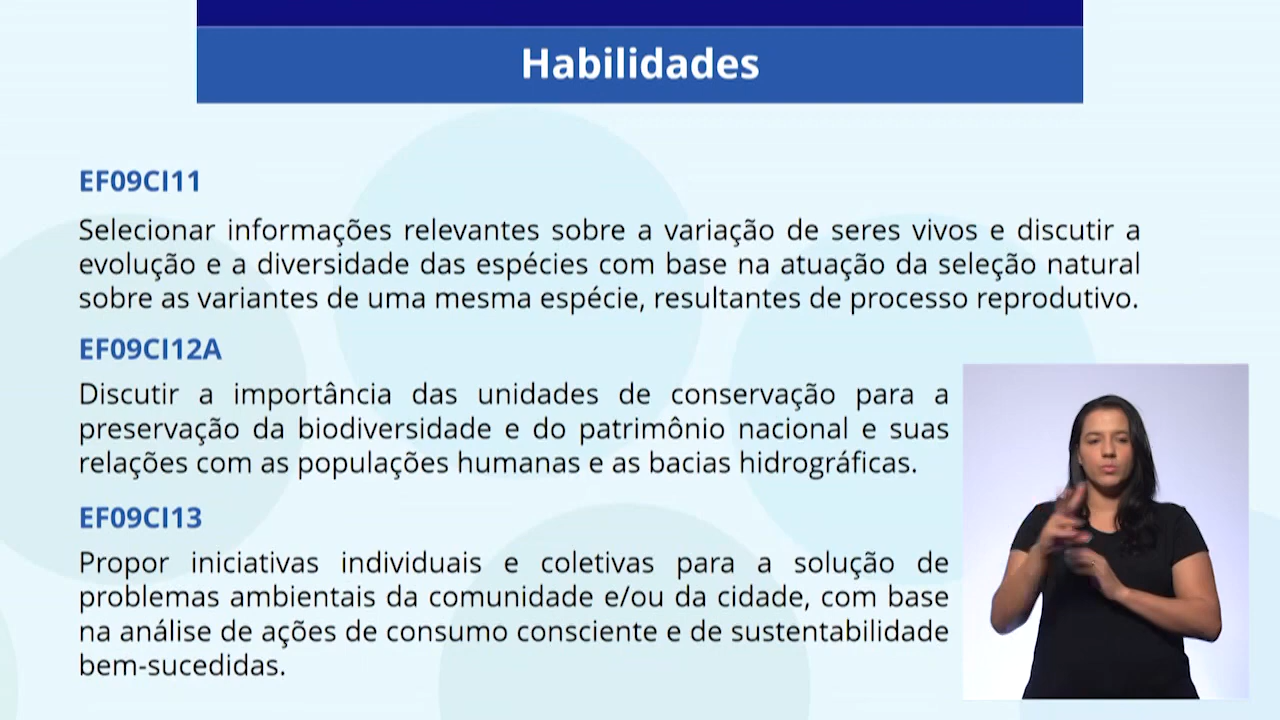 Habilidades
EF09CI11
Selecionar informações relevantes sobre a variação de seres vivos e discutir a
evolução e a diversidade das espécies com base na atuação da seleção natural
sobre as variantes de uma mesma espécie, resultantes de processo reprodutivo.
EF09CI12A
Discutir a importância das unidades de conservação para a
preservação da biodiversidade e do patrimônio nacional e suas
relações com as populações humanas e as bacias hidrográficas.
EF09CI13
Propor iniciativas individuais e coletivas para a solução de
problemas ambientais da comunidade e/ou da cidade, com base
na análise de ações de consumo consciente e de sustentabilidade
bem-sucedidas.